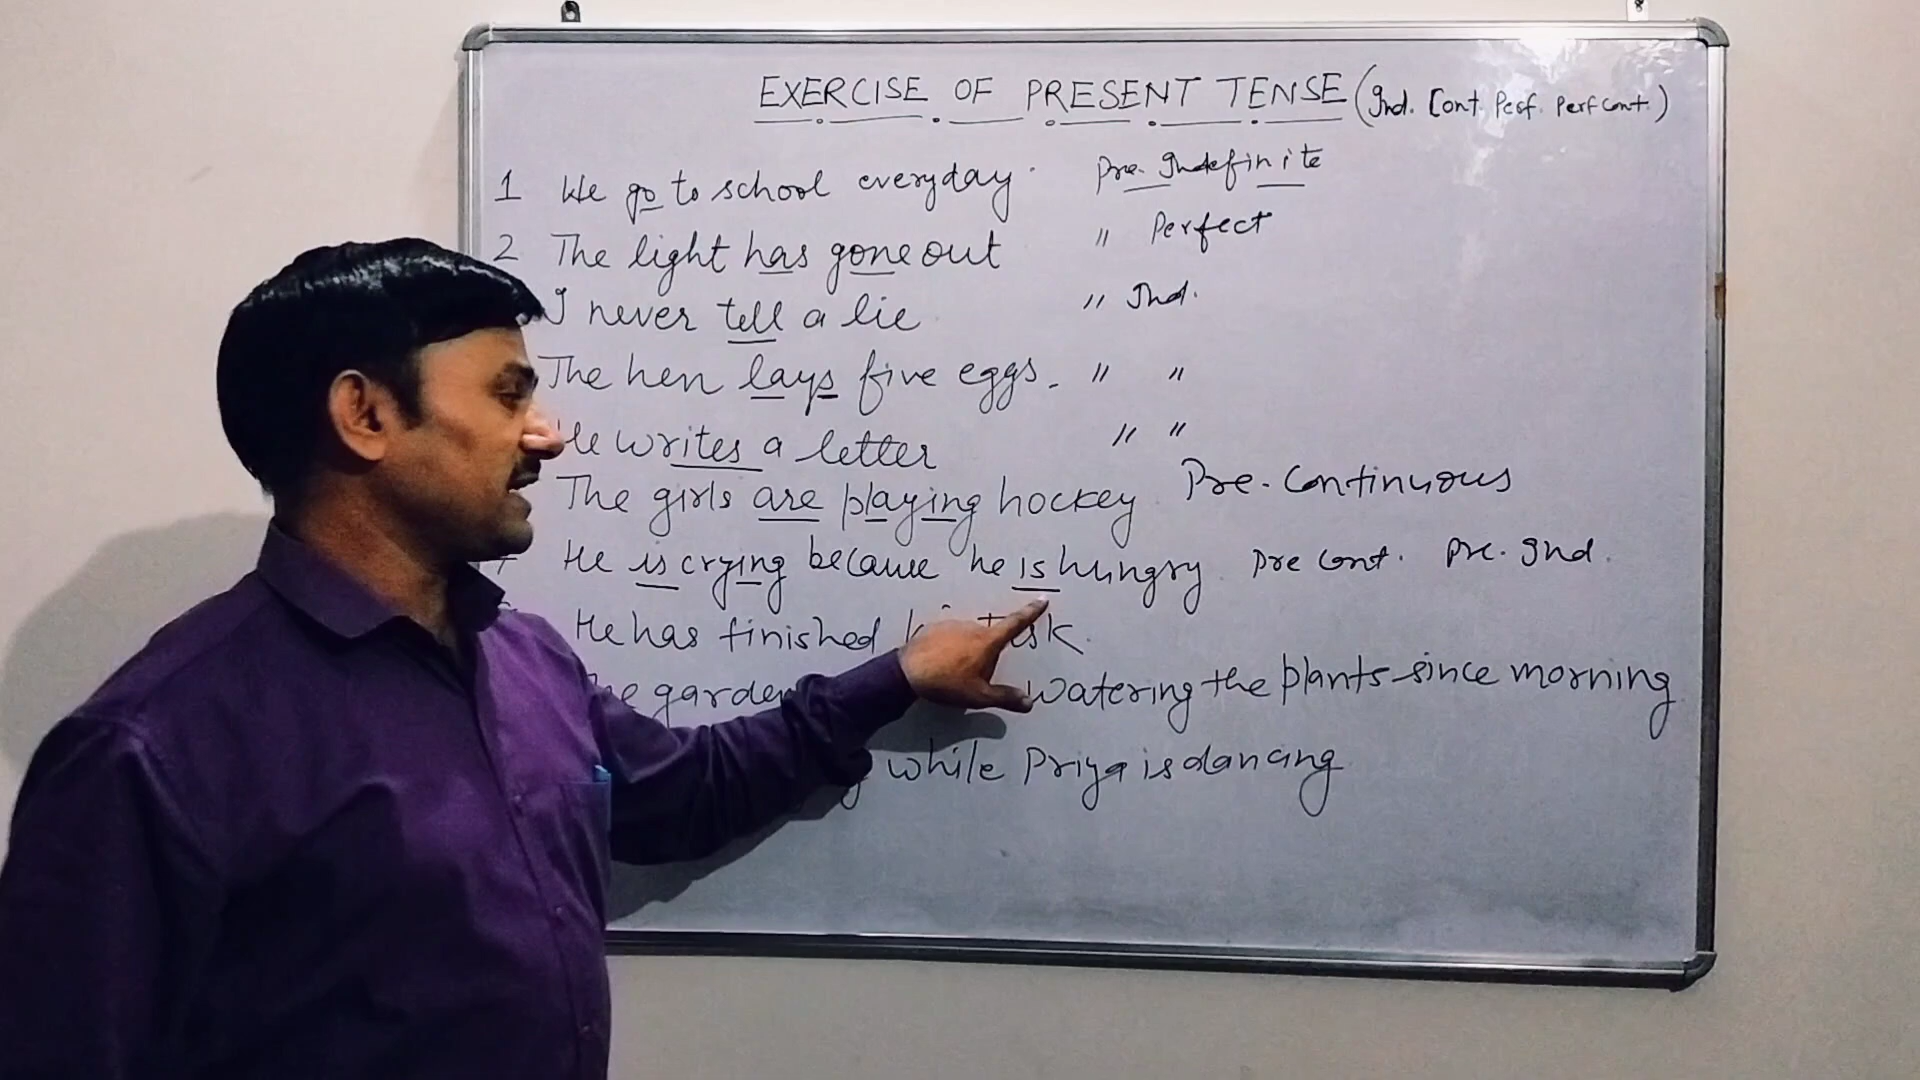 EXERCISE OF PRESENT TENSE (Ind. Cont. Perf. Perf cont.)
1 We go to school everyday. Pre. Indefinite
2 The light has gone out " Perfect
I never tell a lie " Ind.
The hen lays five eggs. " "
He writes a letter " "
The girls are playing hockey Pre. Continuous
7 He is crying because he is hungry Pre Cont. Pre. Ind.
He has finished task.
watering the plants since morning
while Priya is dancing